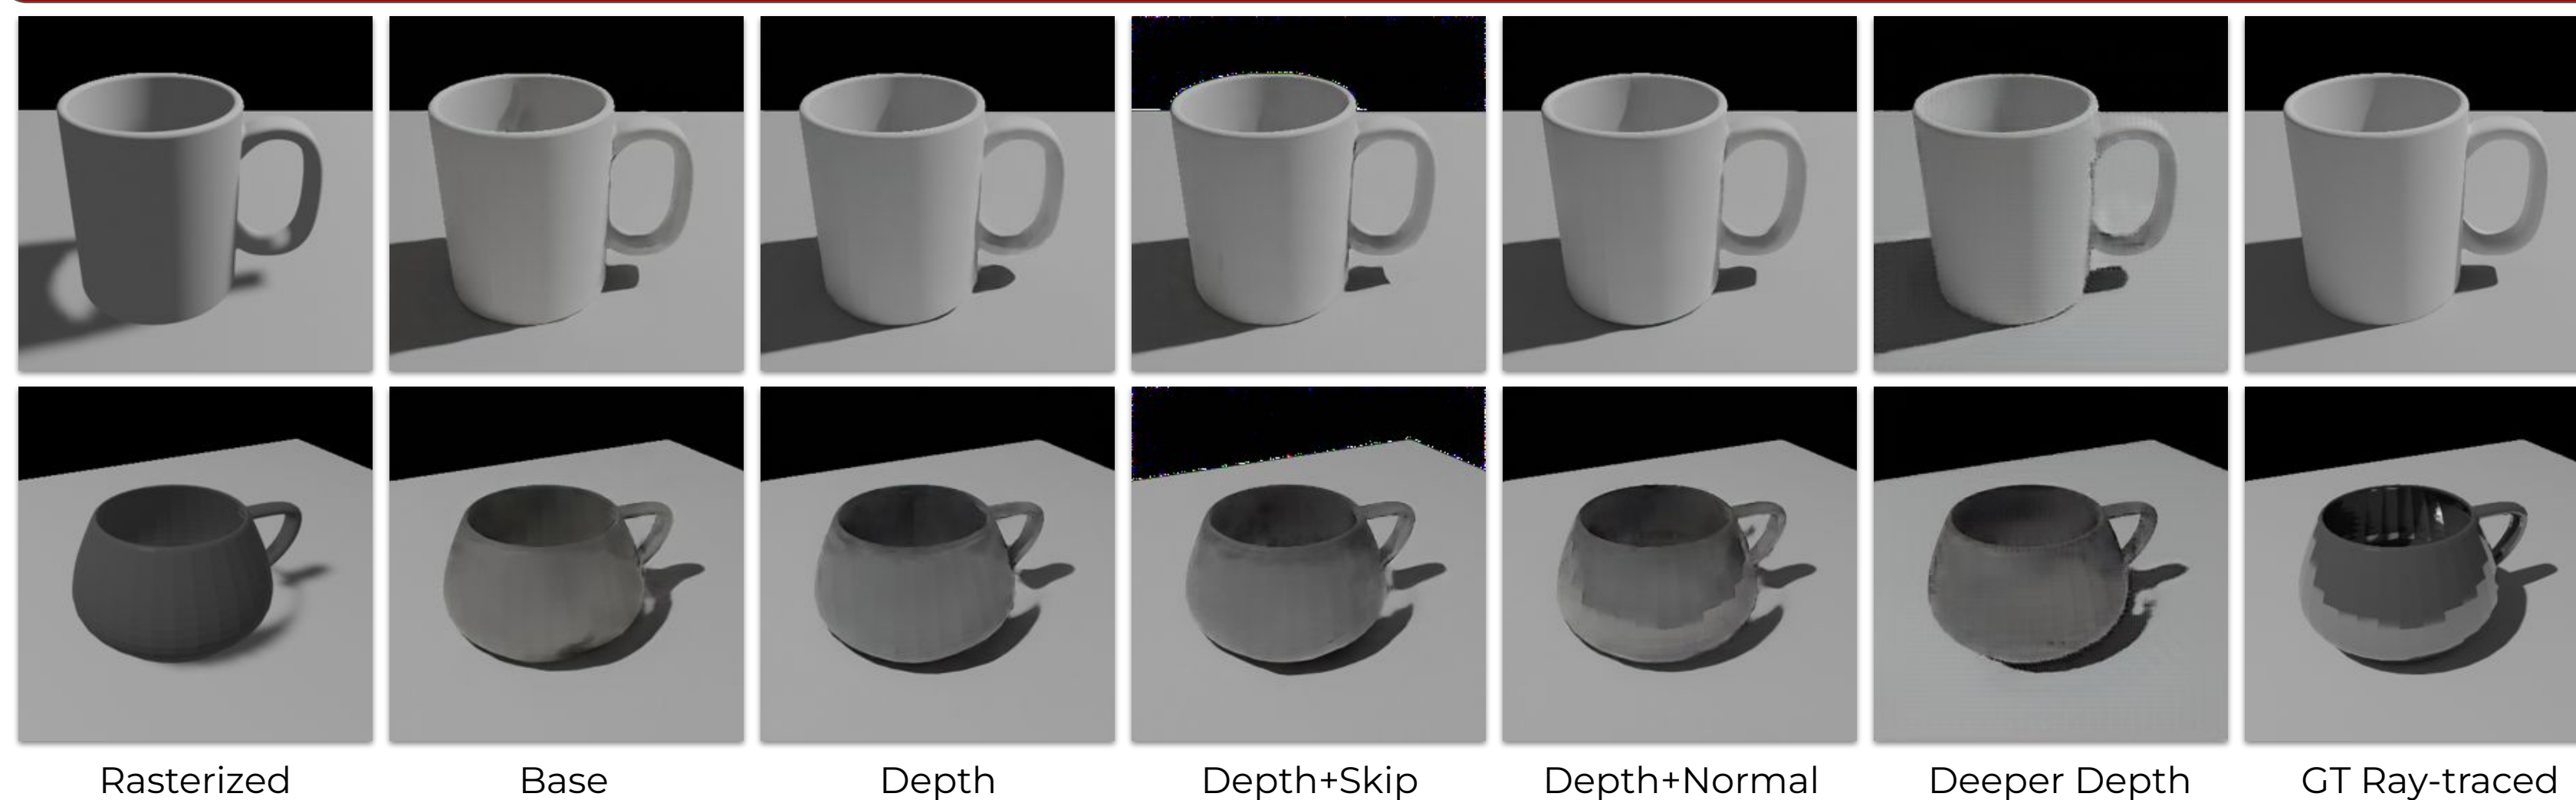 Rasterized
Base
Depth
Depth+Skip
Depth+Normal
Deeper Depth
GT Ray-traced